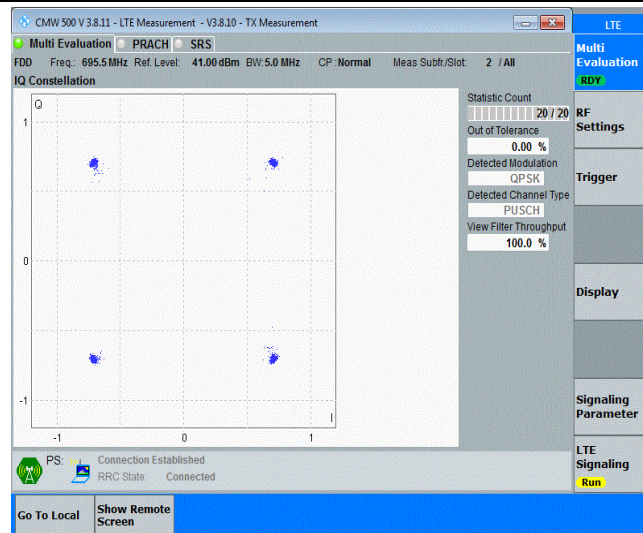 CMW 500 V 3.8.11 - LTE Measurement - V3.8.10 - TX Measurement
LTE
Multi Evaluation PRACH SRS
Multi
Evaluation
RDY
FDD Freq.: 695.5 MHz Ref. Level: 41.00 dBm BW: 5.0 MHz CP : Normal Meas Subfr./Slot: 2 / All
IQ Constellation
Q
1
0
-1
-1
0
1
I
Statistic Count
20 / 20
Out of Tolerance
0.00 %
Detected Modulation
QPSK
Detected Channel Type
PUSCH
View Filter Throughput
100.0 %
RF
Settings
Trigger
Display
Signaling
Parameter
LTE
Signaling
Run
PS: Connection Established
RRC State: Connected
Go To Local
Show Remote
Screen